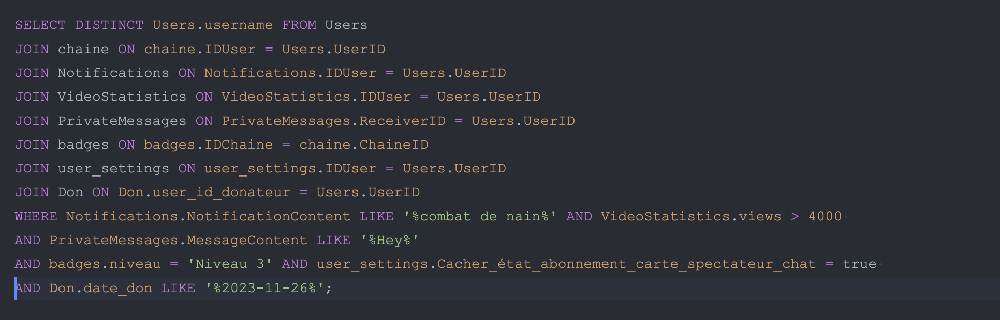 SELECT DISTINCT Users.username FROM Users
JOIN chaine ON chaine.IDUser = Users.UserID
JOIN Notifications ON Notifications.IDUser = Users.UserID
JOIN VideoStatistics ON VideoStatistics.IDUser = Users.UserID
JOIN PrivateMessages ON PrivateMessages.ReceiverID = Users.UserID
JOIN badges ON badges.IDChaine = chaine.ChaineID
JOIN user_settings ON user_settings.IDUser = Users.UserID
JOIN Don ON Don.user_id_donateur = Users.UserID
WHERE Notifications.NotificationContent LIKE '%combat de nain%' AND VideoStatistics.views > 4000
AND PrivateMessages.MessageContent LIKE '%Hey%'
AND badges.niveau = 'Niveau 3' AND user_settings.Cacher_état_abonnement_carte_spectateur_chat = true
AND Don.date_don LIKE '%2023-11-26%';